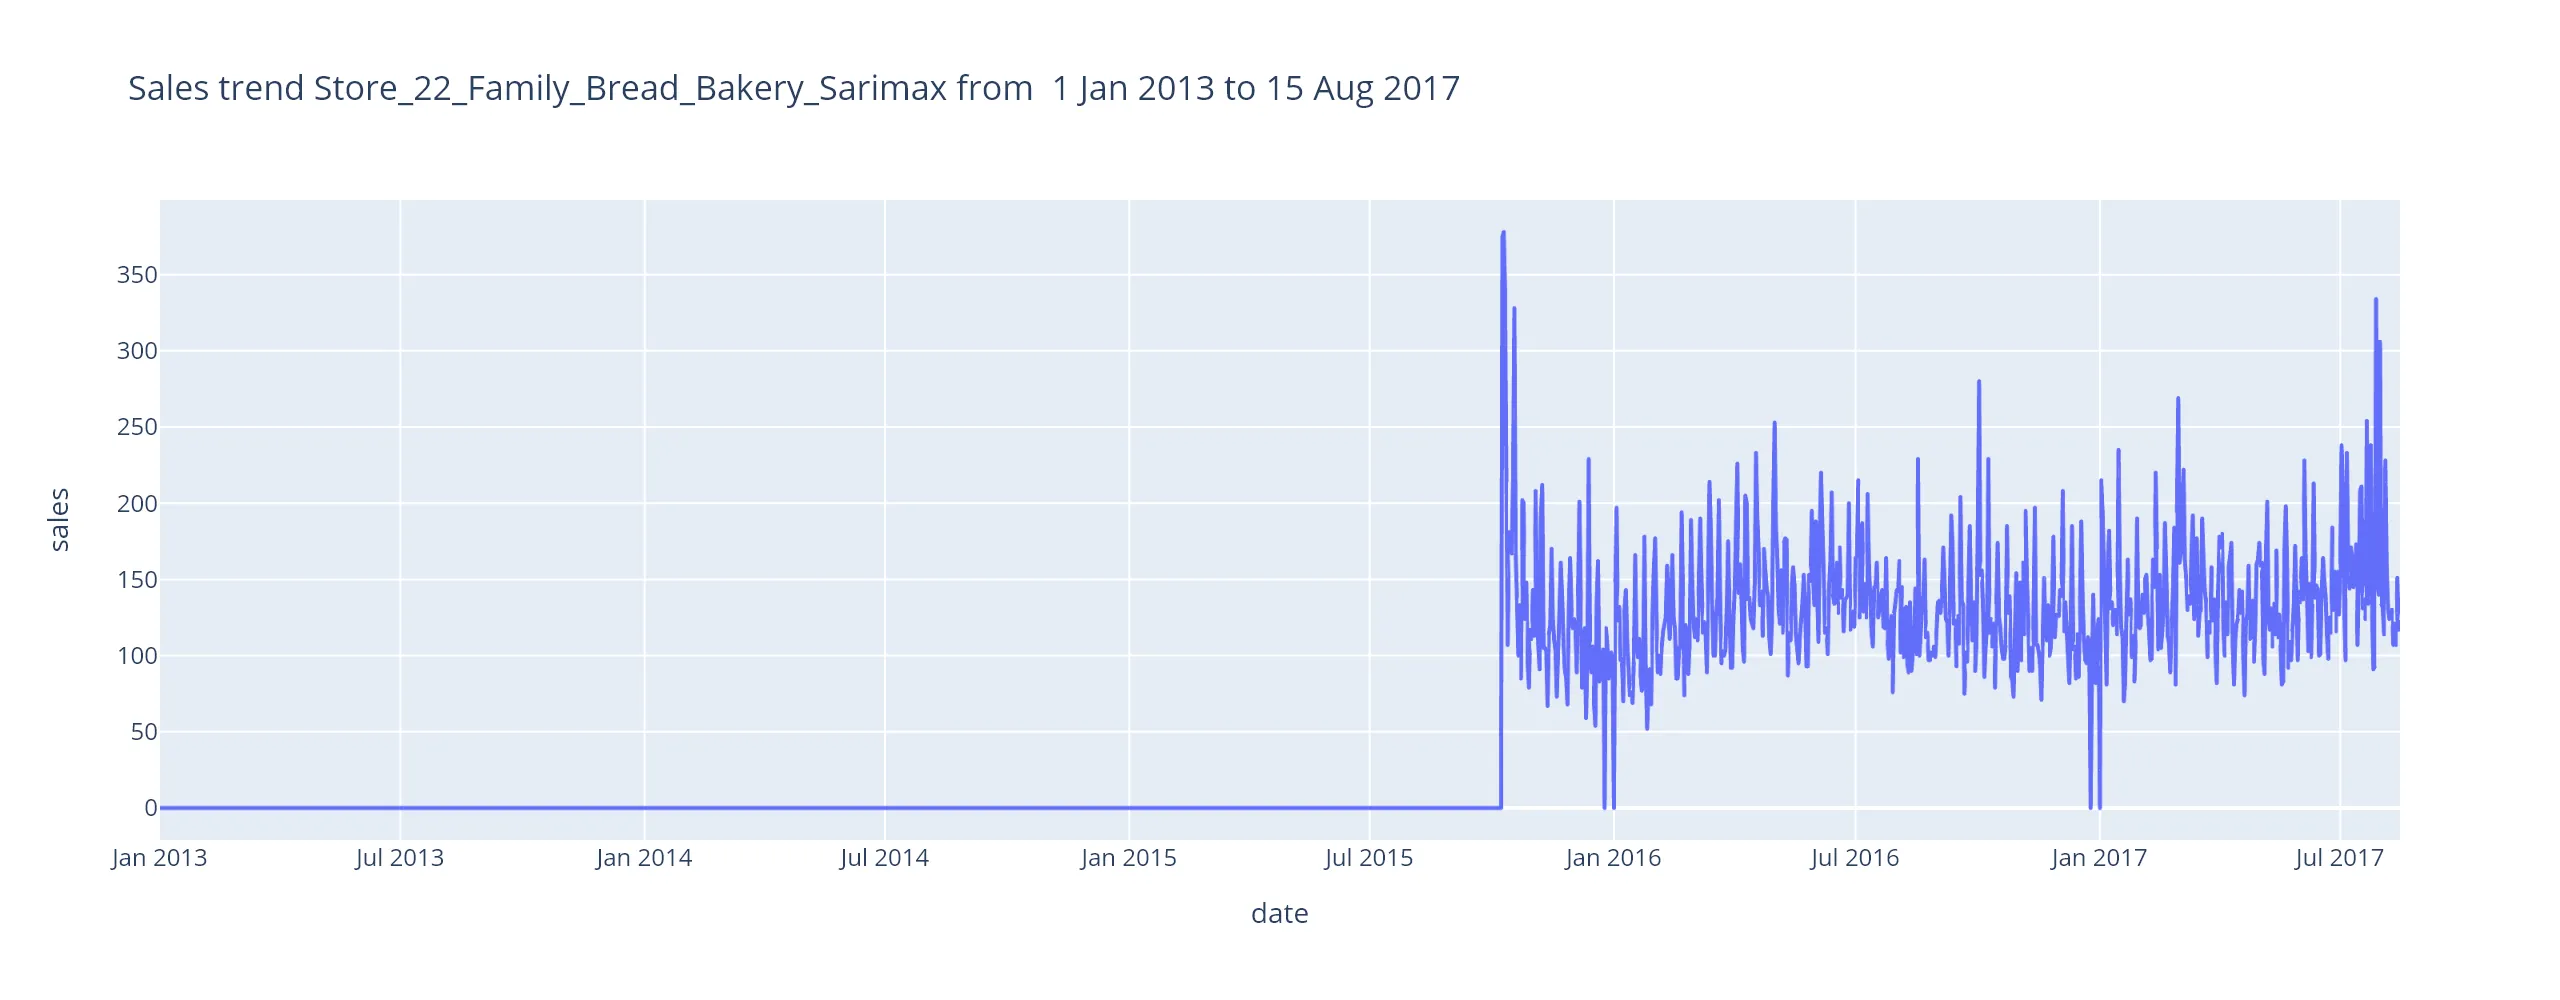 Sales trend Store_22_Family_Bread_Bakery_Sarimax from  1 Jan 2013 to 15 Aug 2017
350
300
250
200
150
100
50
0
sales
Jan 2013 Jul 2013 Jan 2014 Jul 2014 Jan 2015 Jul 2015 Jan 2016 Jul 2016 Jan 2017 Jul 2017
date